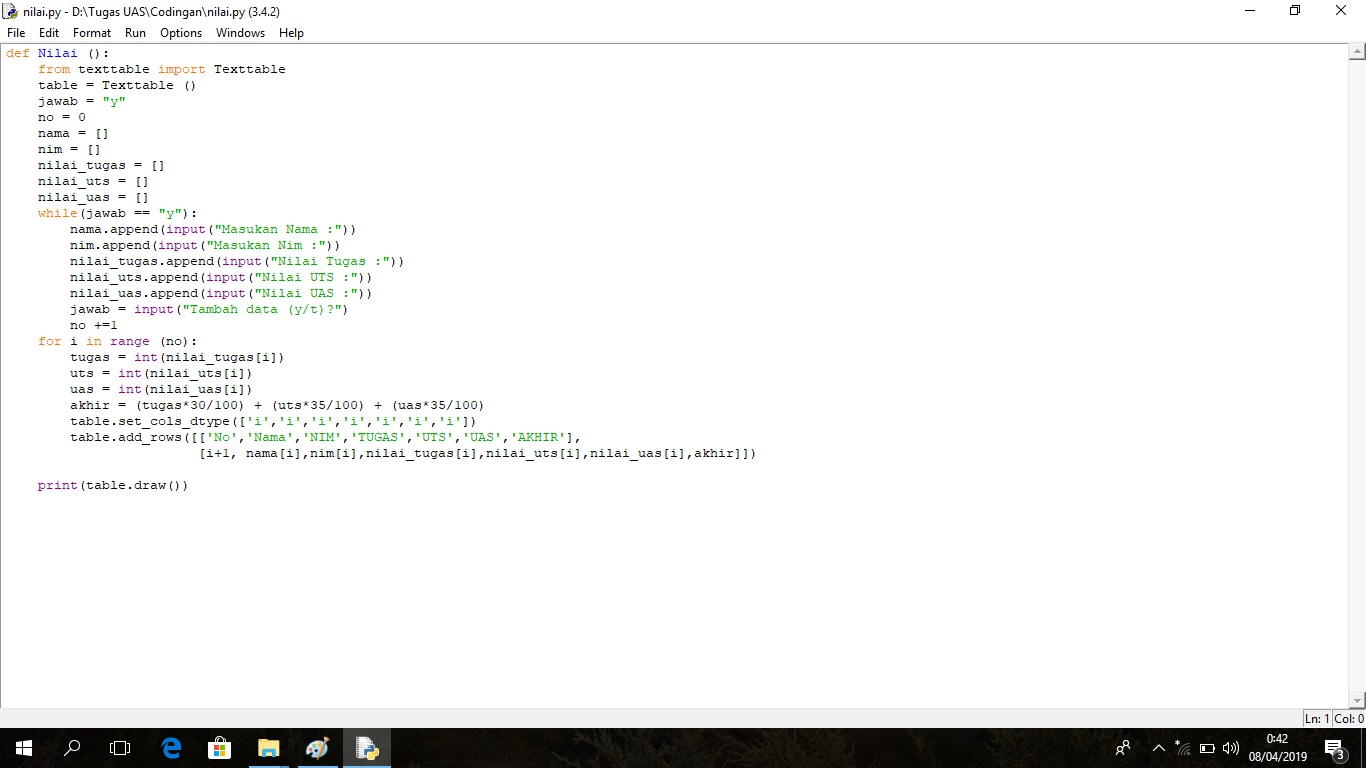 nilai.py - D:\Tugas UAS\Codingan\nilai.py (3.4.2)
File Edit Format Run Options Windows Help
def Nilai ():
    from texttable import Texttable
    table = Texttable ()
    jawab = "y"
    no = 0
    nama = []
    nim = []
    nilai_tugas = []
    nilai_uts = []
    nilai_uas = []
    while(jawab == "y"):
        nama.append(input("Masukan Nama :"))
        nim.append(input("Masukan Nim :"))
        nilai_tugas.append(input("Nilai Tugas :"))
        nilai_uts.append(input("Nilai UTS :"))
        nilai_uas.append(input("Nilai UAS :"))
        jawab = input("Tambah data (y/t)?")
        no +=1
    for i in range (no):
        tugas = int(nilai_tugas[i])
        uts = int(nilai_uts[i])
        uas = int(nilai_uas[i])
        akhir = (tugas*30/100) + (uts*35/100) + (uas*35/100)
        table.set_cols_dtype(['i','i','i','i','i','i','i'])
        table.add_rows([['No','Nama','NIM','TUGAS','UTS','UAS','AKHIR'],
                        [i+1, nama[i],nim[i],nilai_tugas[i],nilai_uts[i],nilai_uas[i],akhir]])
    print(table.draw())
Ln: 1 Col: 0
0:42
08/04/2019
3